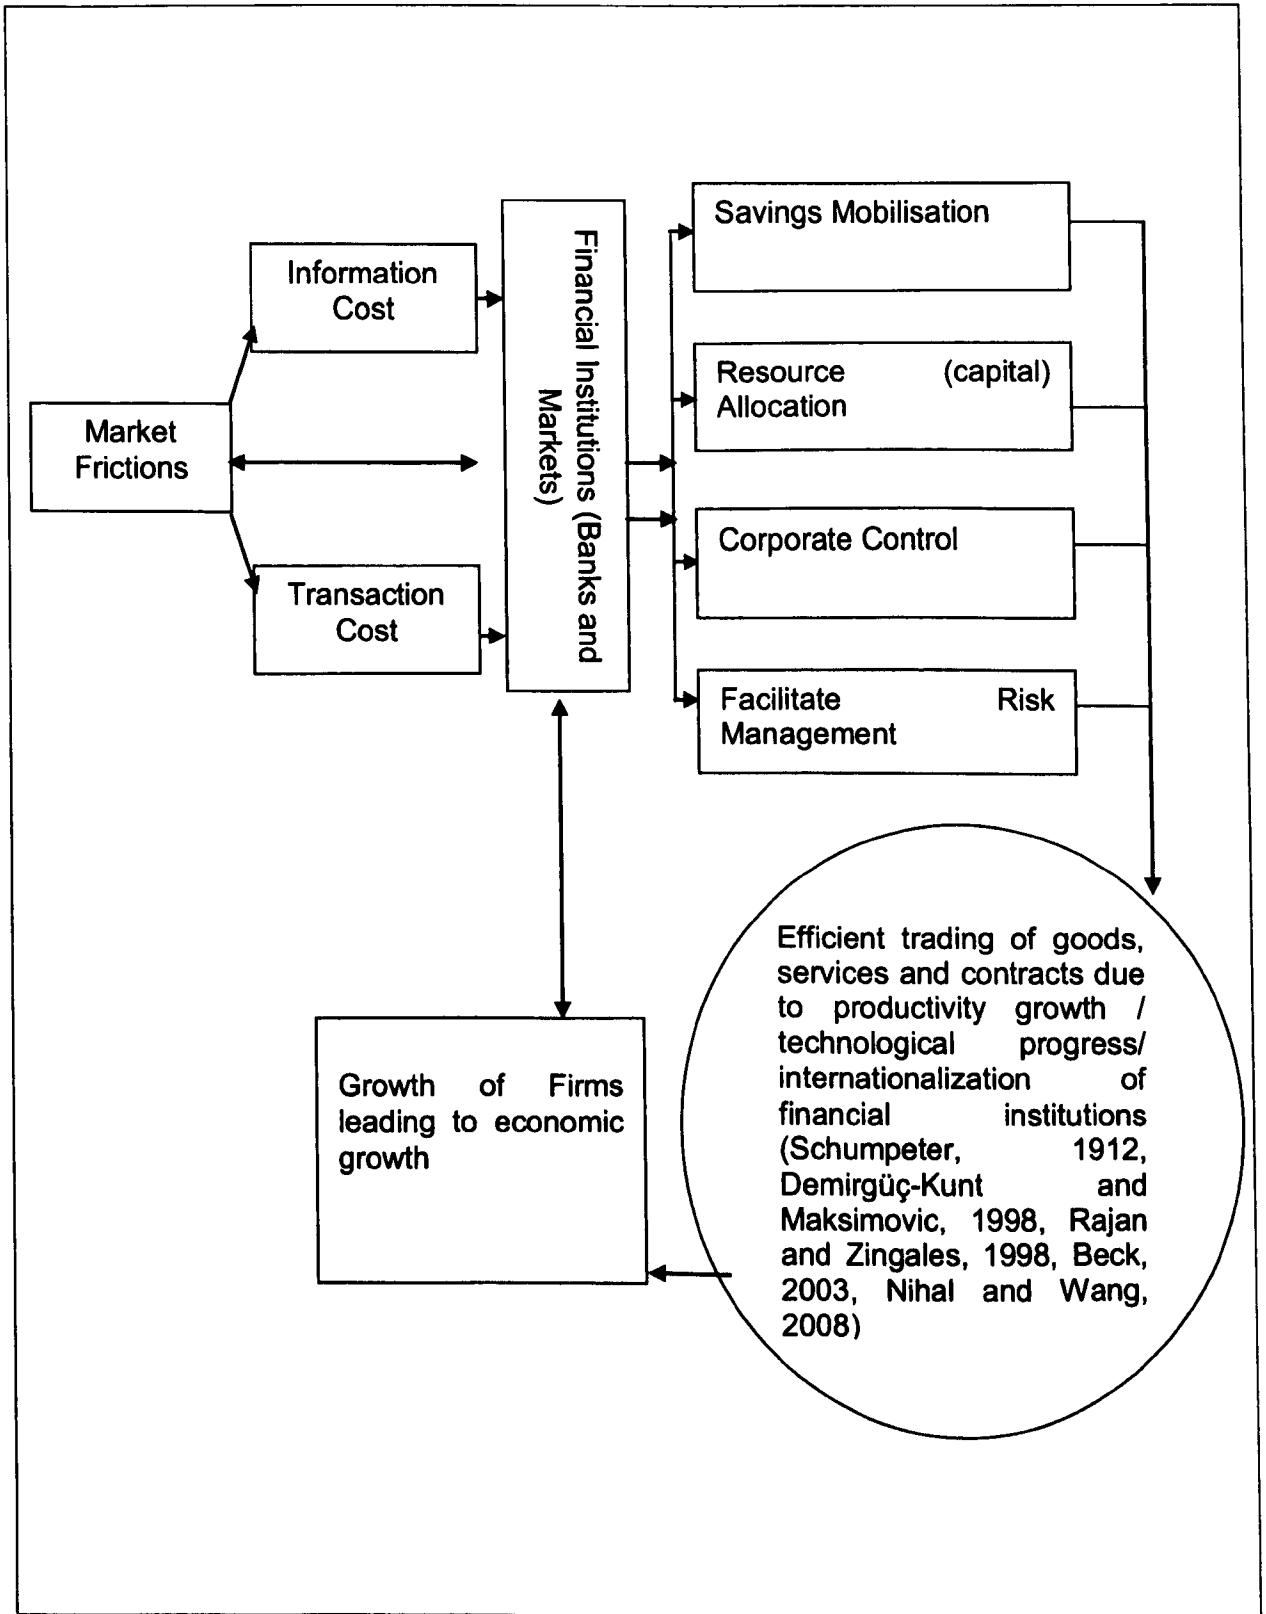 Information
Cost
Market
Frictions
Transaction
Cost
Financial Institutions (Banks and
Markets)
Savings Mobilisation
Resource (capital)
Allocation
Corporate Control
Facilitate Risk
Management
Efficient trading of goods,
services and contracts due
to productivity growth /
technological progress/
internationalization of
financial institutions
(Schumpeter, 1912,
Demirgüç-Kunt and
Maksimovic, 1998, Rajan
and Zingales, 1998, Beck,
2003, Nihal and Wang,
2008)
Growth of Firms
leading to economic
growth